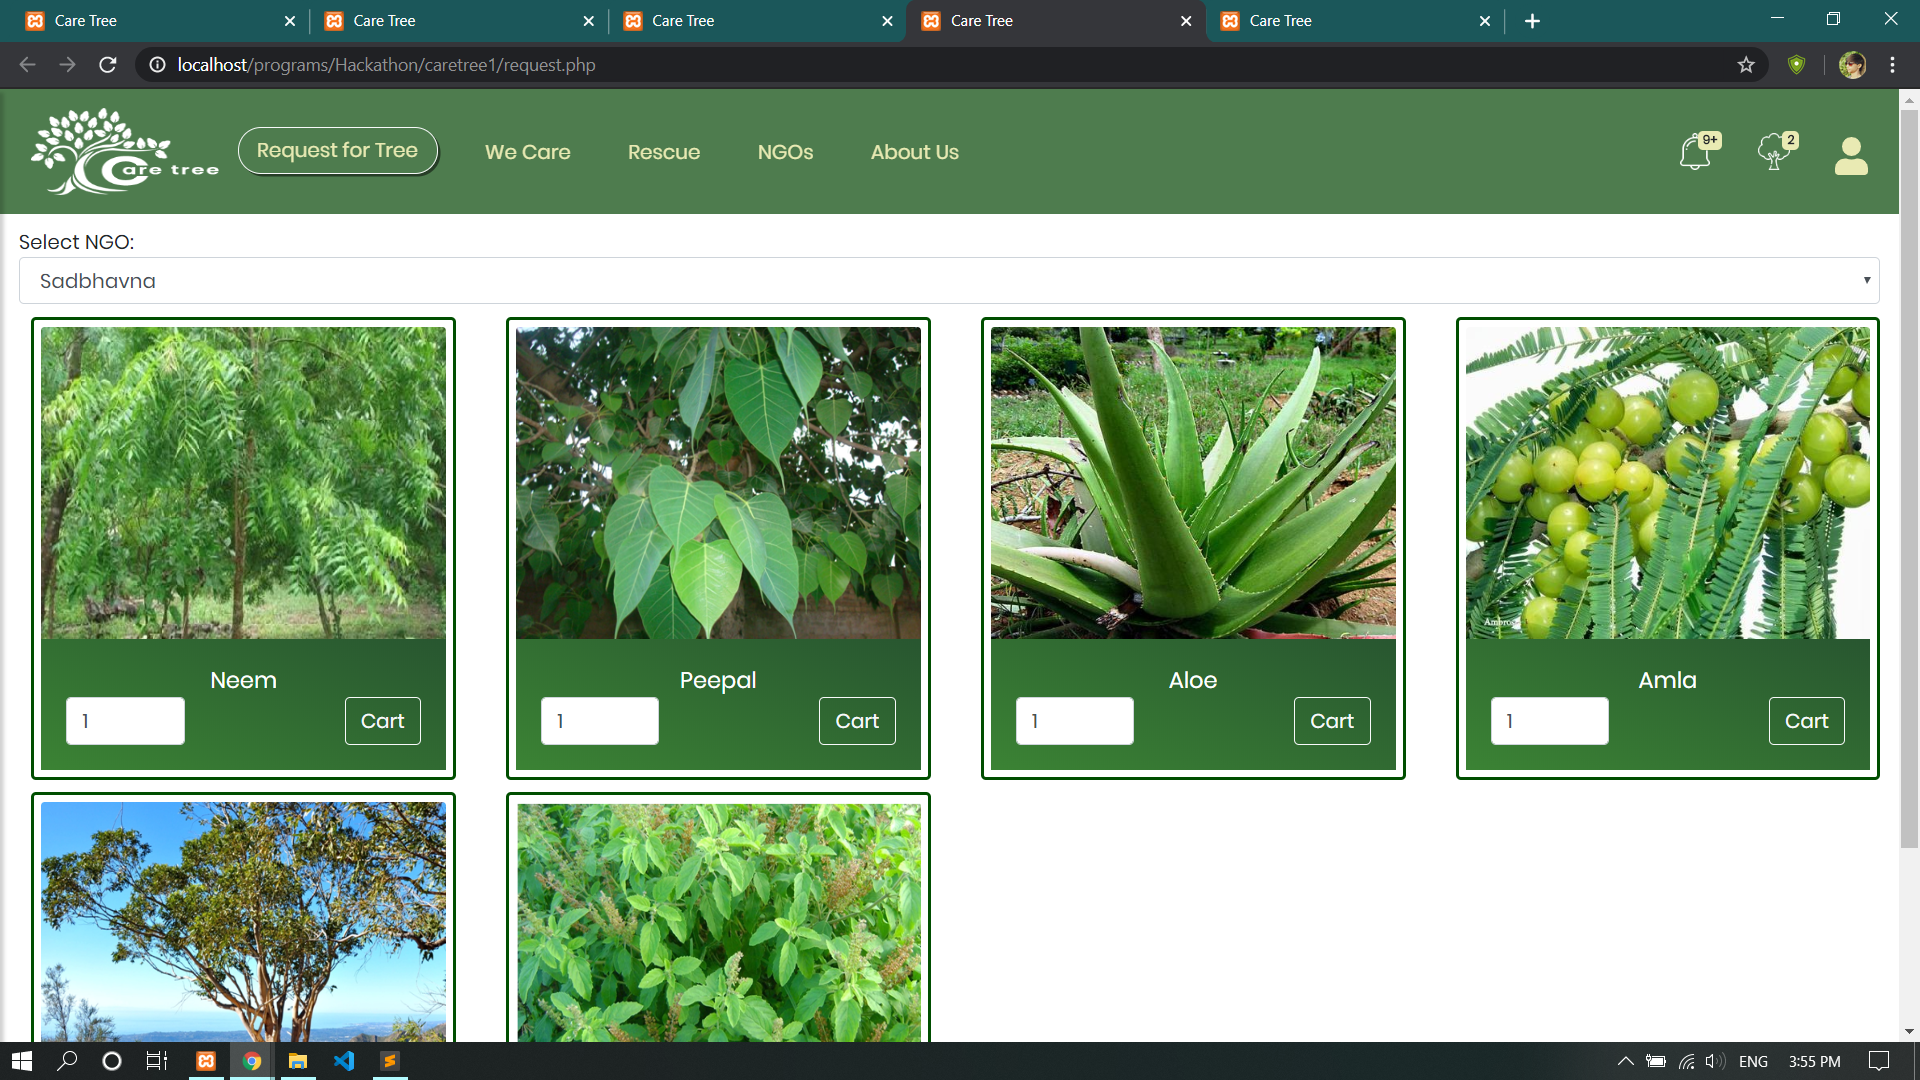 Care Tree
Care Tree
Care Tree
Care Tree
Care Tree
localhost/programs/Hackathon/caretree1/request.php
Care tree
Request for Tree
We Care
Rescue
NGOs
About Us
9+
2
Select NGO:
Sadbhavna
Neem
1
Cart
Peepal
1
Cart
Aloe
1
Cart
Amla
1
Cart
ENG
3:55 PM